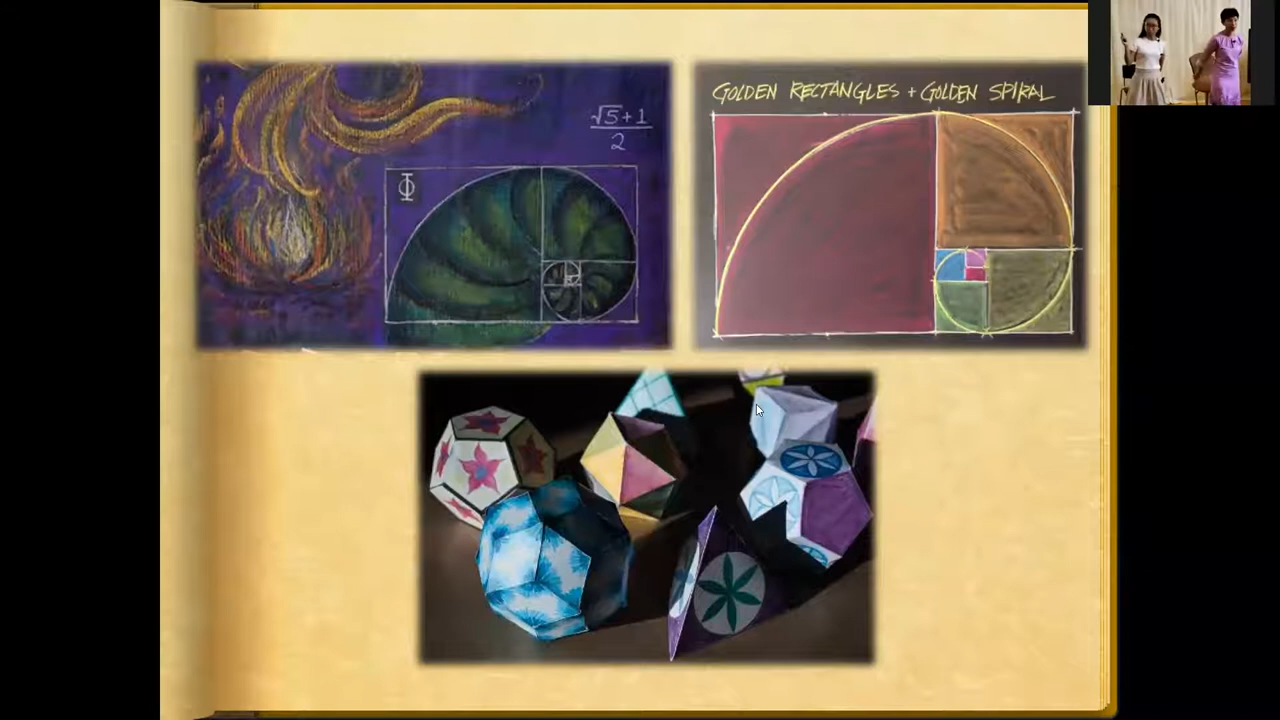 √5+1
2
Φ
GOLDEN RECTANGLES + GOLDEN SPIRAL